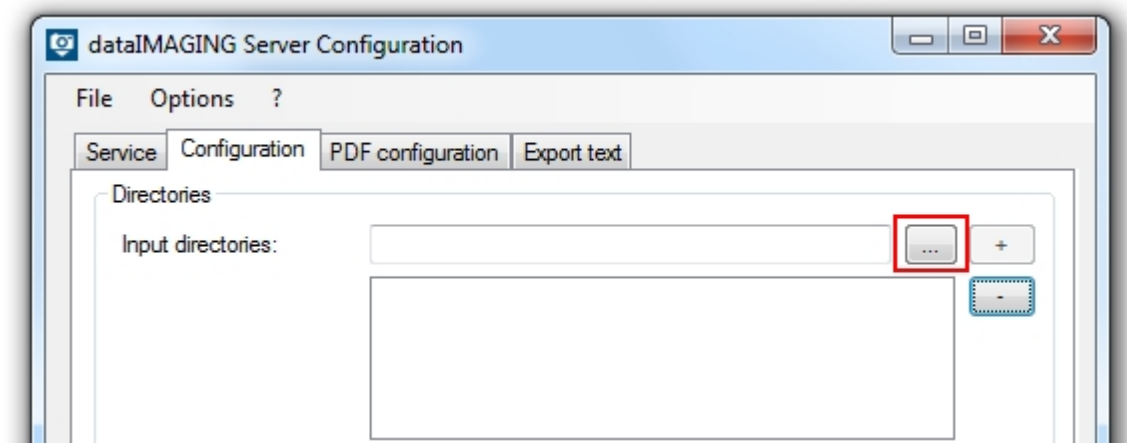 dataIMAGING Server Configuration
File Options ?
Service Configuration PDF configuration Export text
Directories
Input directories: ... +
-